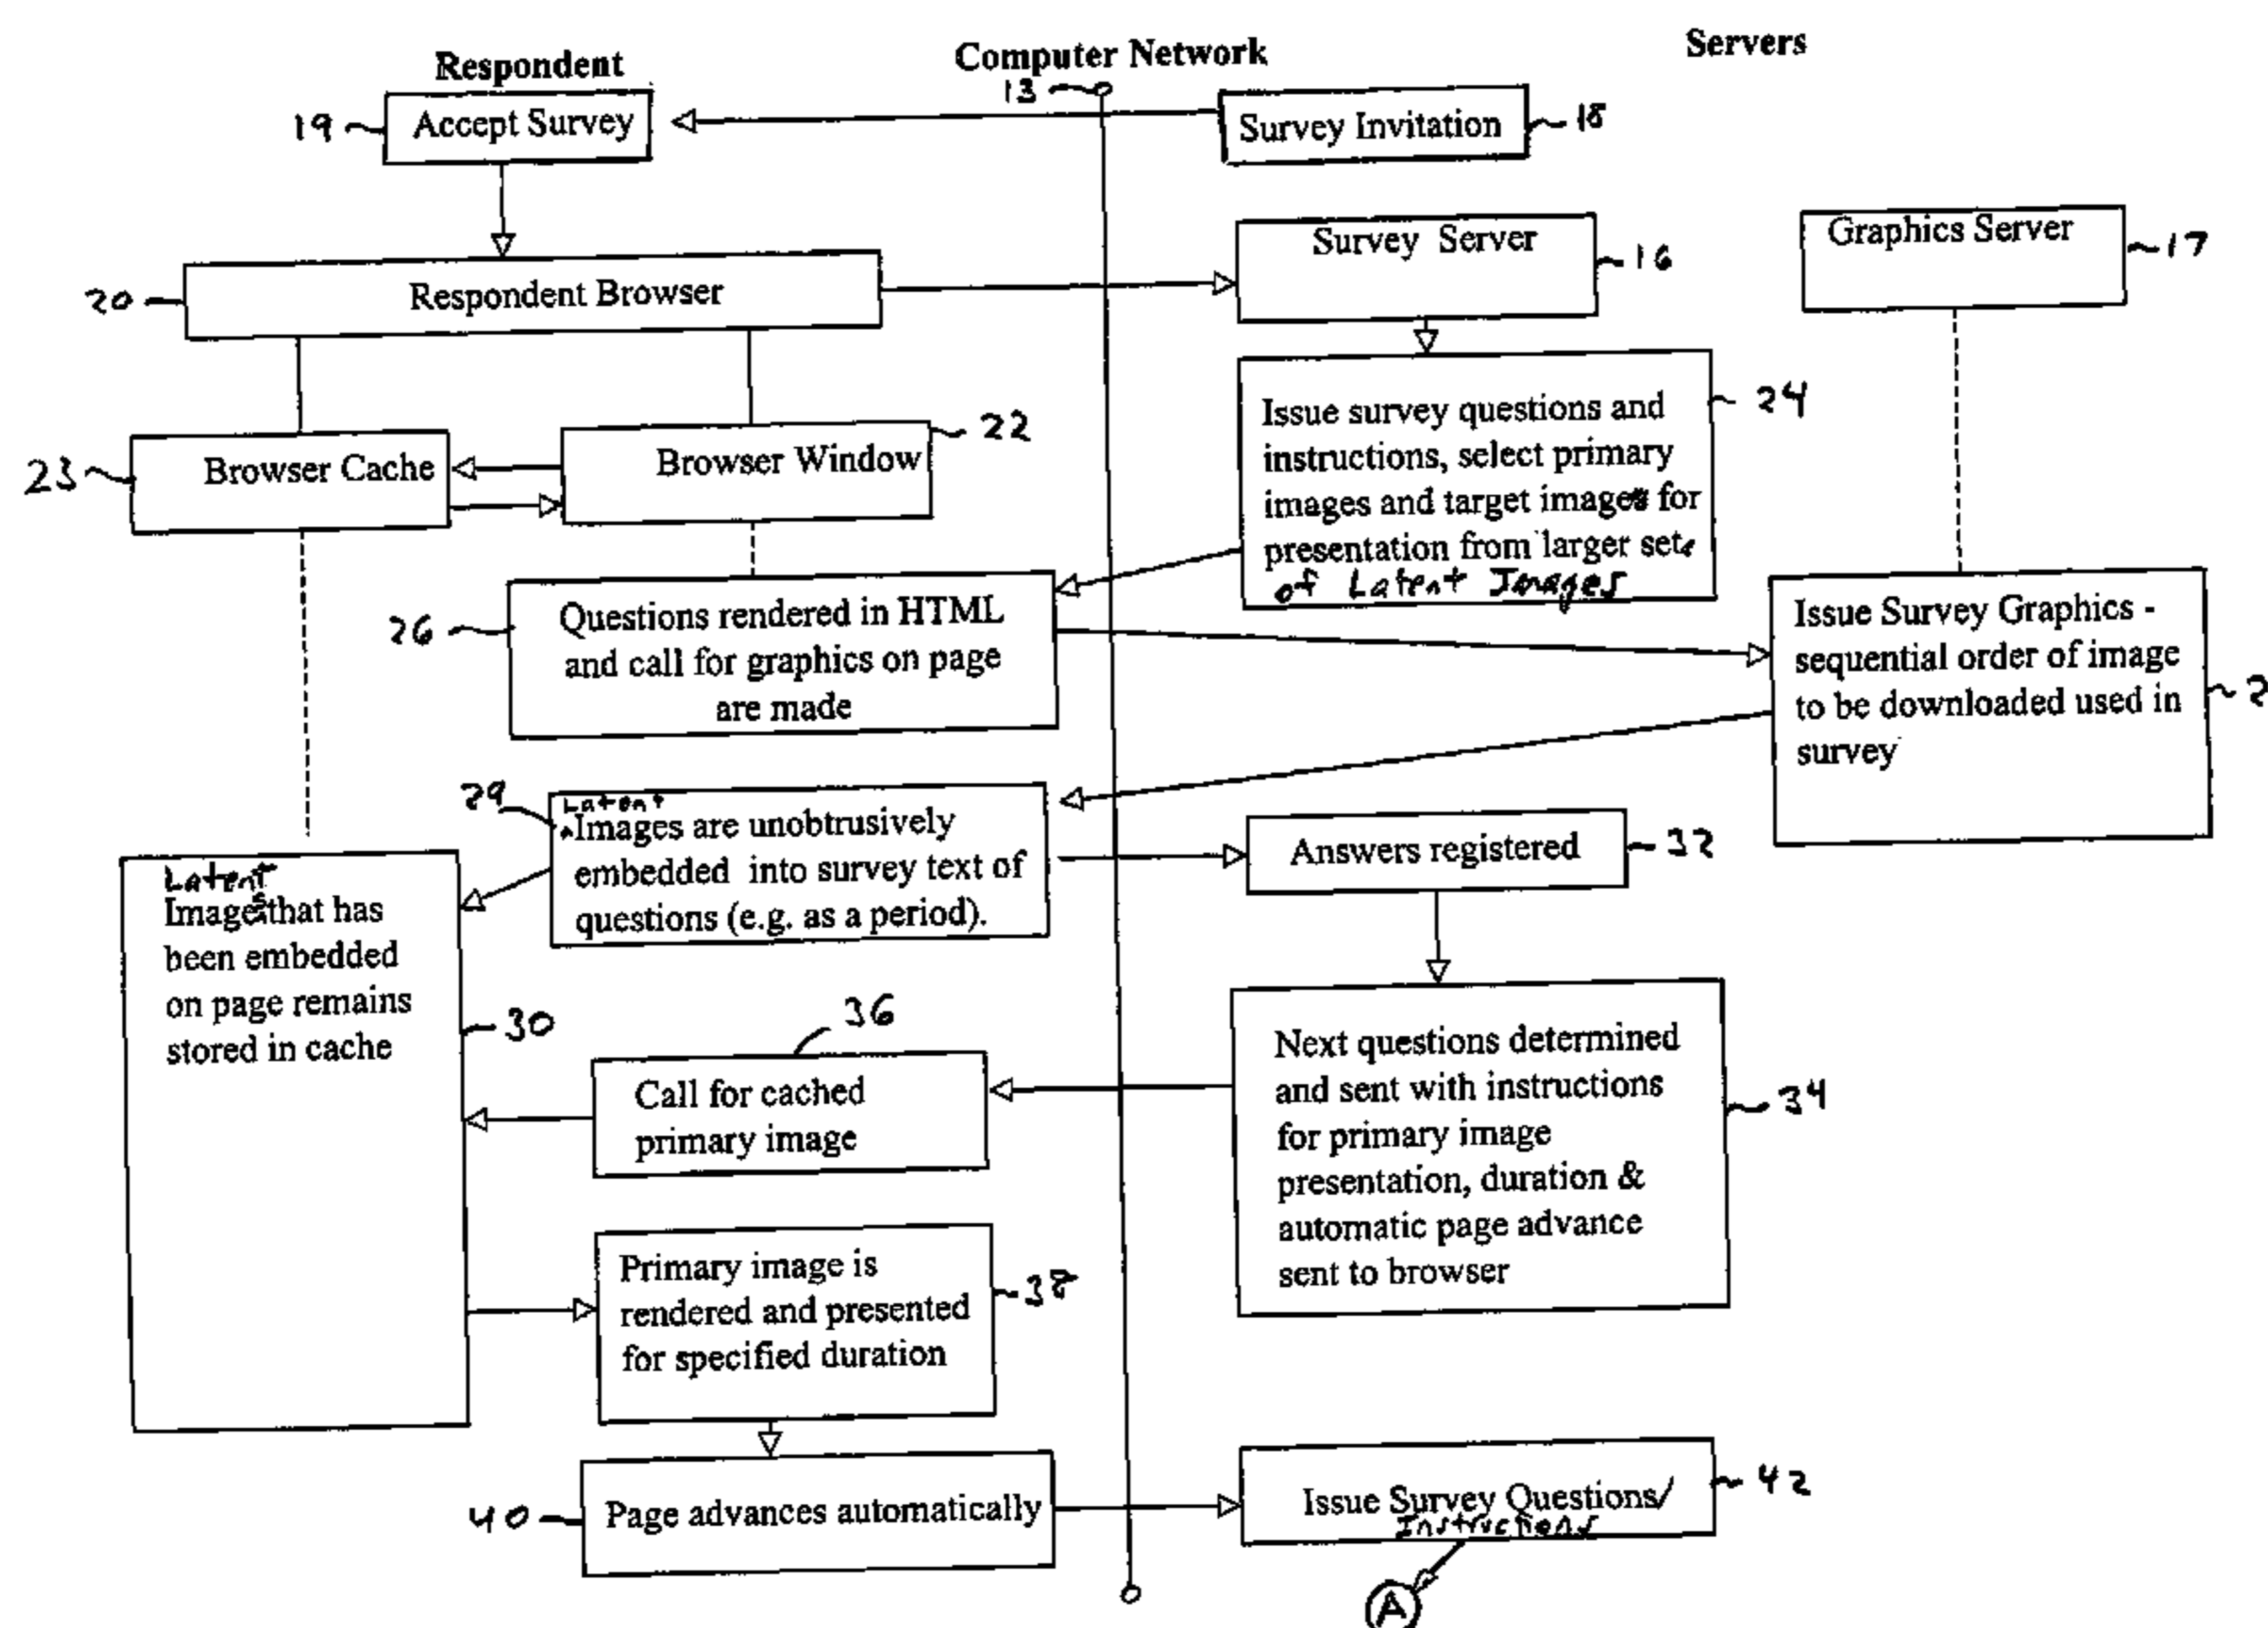 Respondent
Computer Network
Servers
13
19
Accept Survey
Survey Invitation
18
20
Respondent Browser
Survey Server
16
Graphics Server
17
23
Browser Cache
Browser Window
22
Issue survey questions and
instructions, select primary
images and target images for
presentation from larger set
of Latent Images
24
26
Questions rendered in HTML
and call for graphics on page
are made
Issue Survey Graphics -
sequential order of image
to be downloaded used in
survey
2
29
Latent
Images are unobtrusively
embedded into survey text of
questions (e.g. as a period).
Answers registered
32
Latent
Images that has
been embedded
on page remains
stored in cache
30
36
Call for cached
primary image
Next questions determined
and sent with instructions
for primary image
presentation, duration &
automatic page advance
sent to browser
34
Primary image is
rendered and presented
for specified duration
38
40
Page advances automatically
Issue Survey Questions/
Instructions
42
A